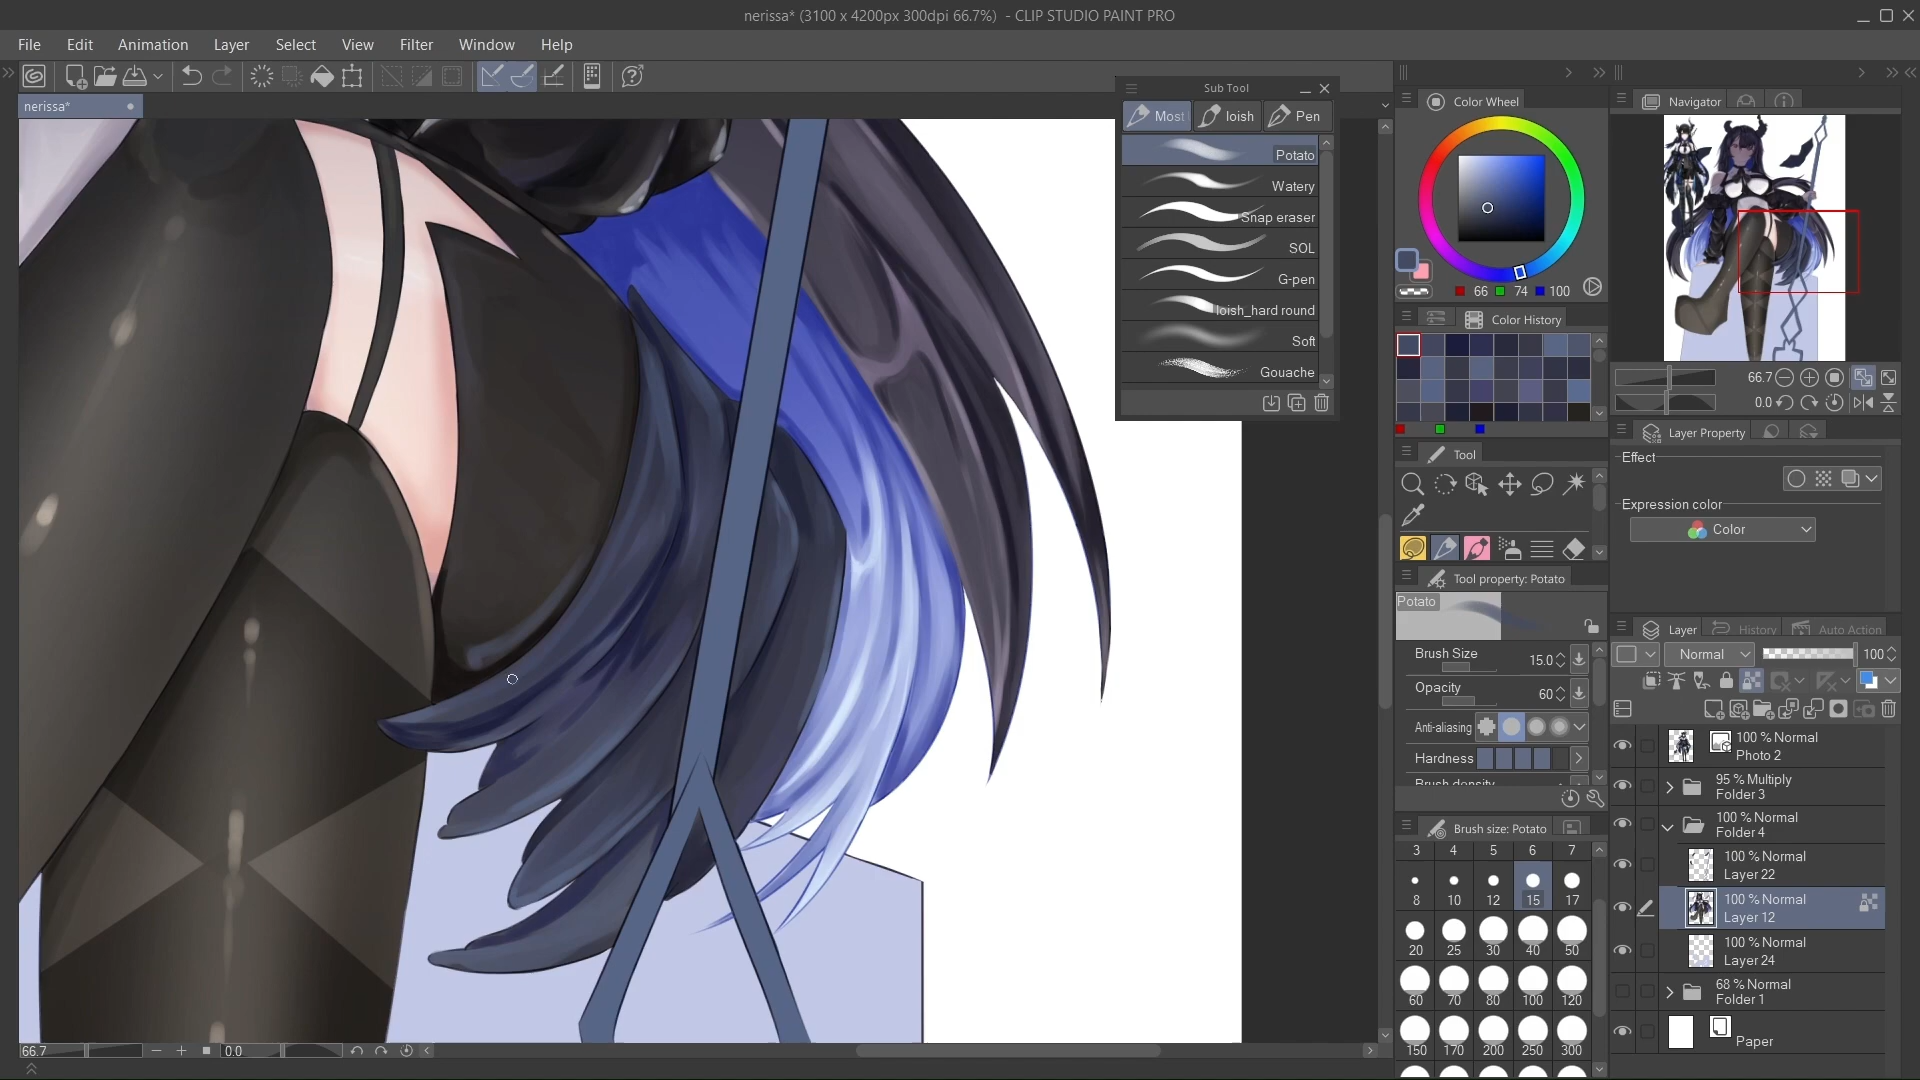 nerissa* (3100 x 4200px 300dpi 66.7%)  - CLIP STUDIO PAINT PRO
File Edit Animation Layer Select View Filter Window Help
nerissa*
Sub Tool
Most loish Pen
Potato
Watery
Snap eraser
SOL
G-pen
loish_hard round
Soft
Gouache
Color Wheel
66 74 100
Color History
Tool
Tool property: Potato
Potato
Brush Size 15.0
Opacity 60
Anti-aliasing
Hardness
Brush density
Brush size: Potato
3 4 5 6 7
8 10 12 15 17
20 25 30 40 50
60 70 80 100 120
150 170 200 250 300
Navigator
66.7
0.0
Layer Property
Effect
Expression color
Color
Layer History Auto Action
Normal 100
100 % Normal
Photo 2
95 % Multiply
Folder 3
100 % Normal
Folder 4
100 % Normal
Layer 22
100 % Normal
Layer 12
100 % Normal
Layer 24
68 % Normal
Folder 1
Paper
66.7 0.0